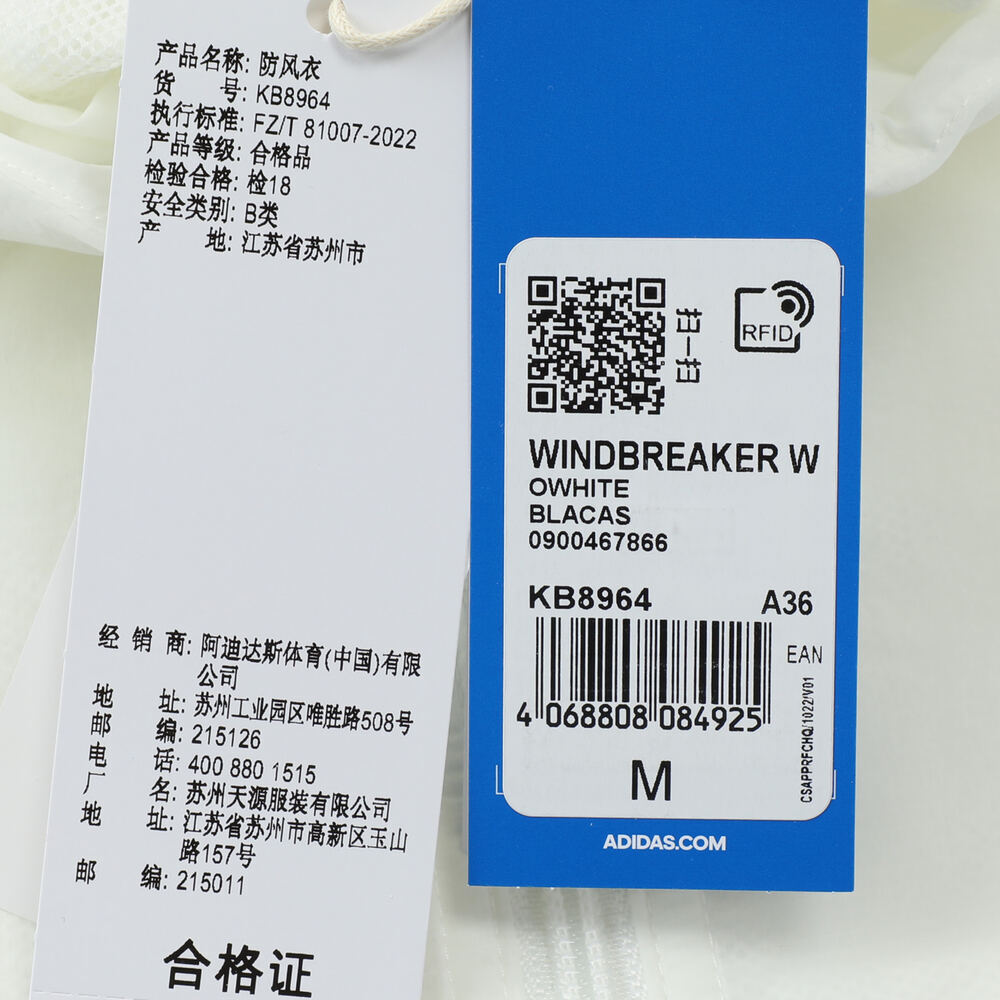 产品名称: 防风衣
货 号: KB8964
执行标准: FZ/T 81007-2022
产品等级: 合格品
检验合格: 检18
安全类别: B类
产 地: 江苏省苏州市
经 销 商: 阿迪达斯体育(中国)有限
公司
地 址: 苏州工业园区唯胜路508号
邮 编: 215126
电 话: 400 880 1515
厂 名: 苏州天源服装有限公司
地 址: 江苏省苏州市高新区玉山
路157号
邮 编: 215011
合格证
扫一扫
RFID
WINDBREAKER W
OWHITE
BLACAS
0900467866
KB8964 A36
EAN
4 068808 084925
CSAPPRFCHQ/1022/V01
M
ADIDAS.COM